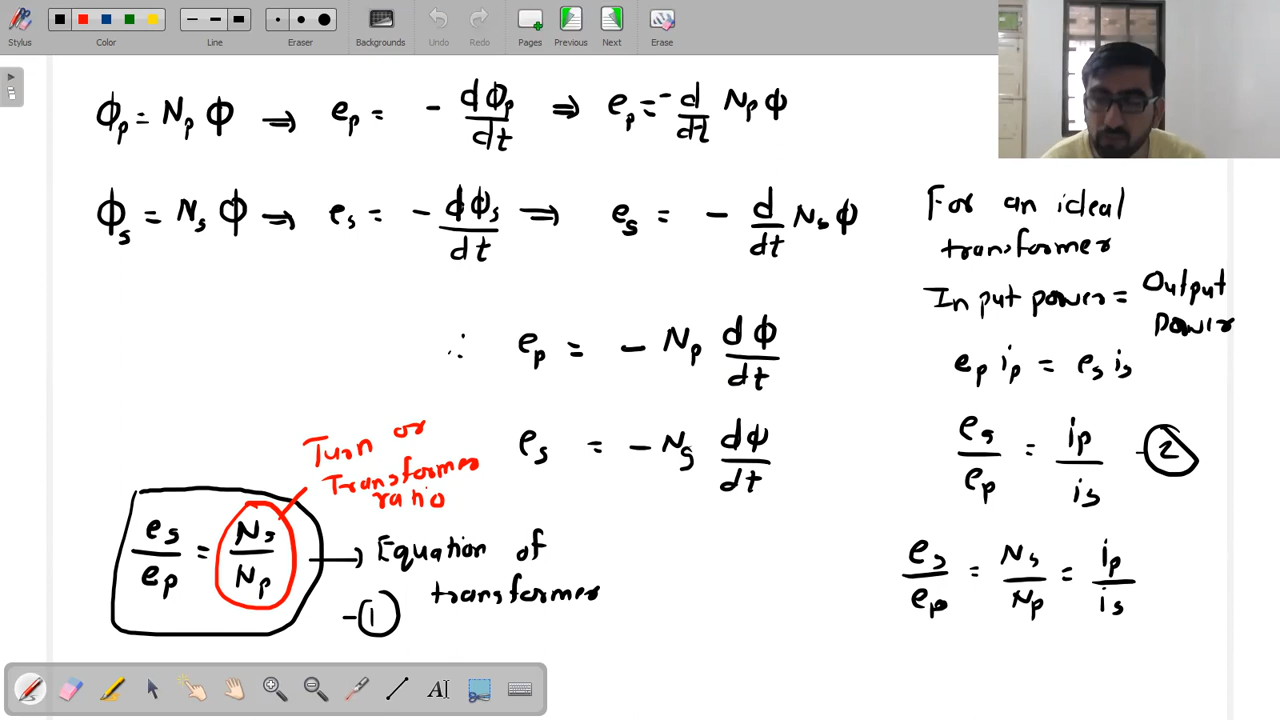 Stylus
Color
Line
Eraser
Backgrounds
Undo
Redo
Pages
Previous
Next
Erase
ϕp = Np ϕ ⇒ ep = - dϕp/dt ⇒ ep = - d/dt Np ϕ
ϕs = Ns ϕ ⇒ es = - dϕs/dt ⇒ es = - d/dt Ns ϕ
∴ ep = - Np dϕ/dt
es = - Ns dϕ/dt
Turn or
Transformer
ratio
es/ep = Ns/Np → Equation of
transformer
- ①
For an ideal
transformer
Input power = Output
Power
ep ip = es is
es/ep = ip/is - ②
es/ep = Ns/Np = ip/is